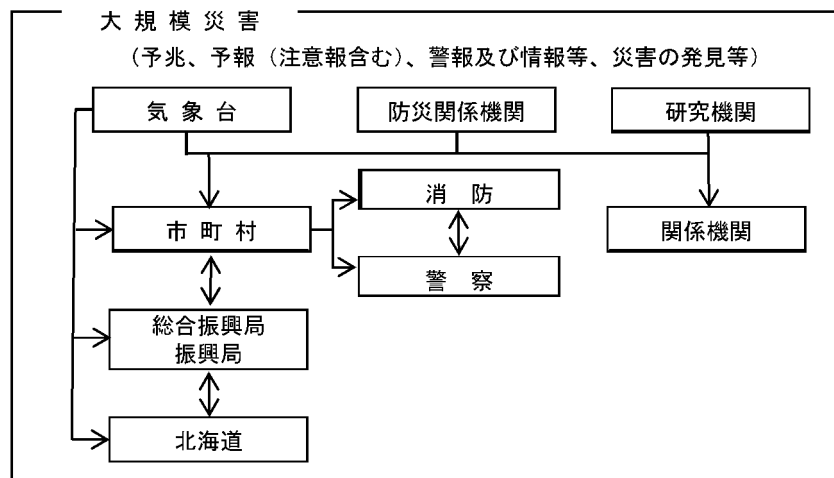 大規模災害
(予兆、予報(注意報含む)、警報及び情報等、災害の発見等)
気象台
防災関係機関
研究機関
消 防
市町村
関係機関
警 察
総合振興局
振興局
北海道